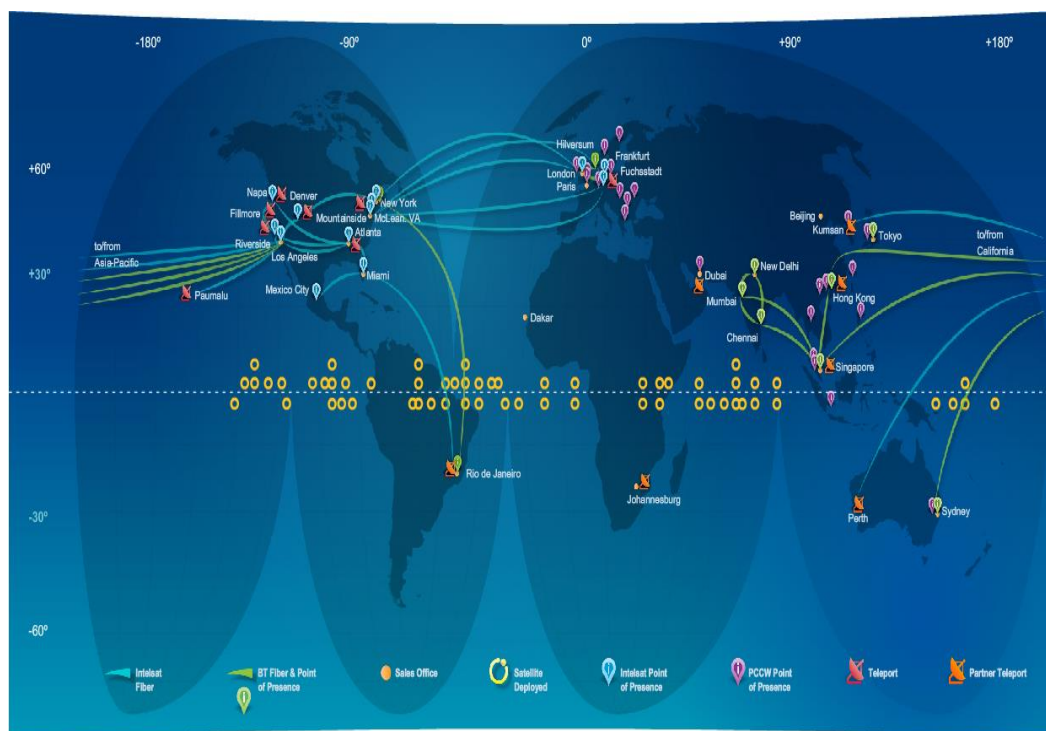 -180º
-90º
0º
+90º
+180º
+60º
+30º
-30º
-60º
Hilversum
Frankfurt
London
Fuchsstadt
Paris
Napa
Denver
New York
Fillmore
Mountainside
McLean, VA
Beijing
Kumsan
Tokyo
to/from
California
Riverside
Atlanta
Los Angeles
to/from
Asia-Pacific
Miami
New Delhi
Dubai
Mexico City
Paumalu
Mumbai
Hong Kong
Dakar
Chennai
Singapore
Rio de Janeiro
Johannesburg
Perth
Sydney
Intelsat
Fiber
BT Fiber & Point
of Presence
Sales Office
Satellite
Deployed
Intelsat Point
of Presence
PCCW Point
of Presence
Teleport
Partner Teleport